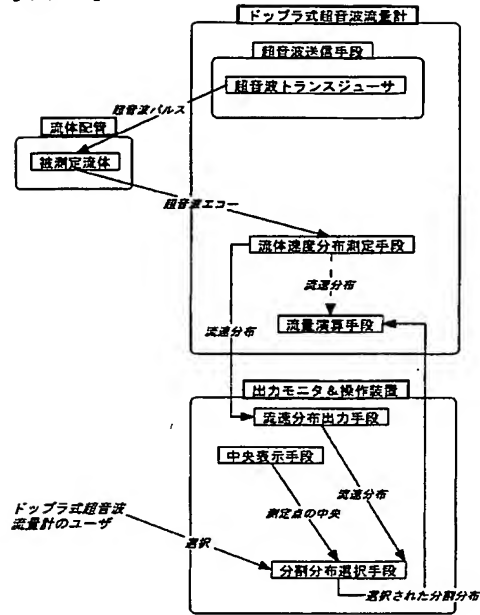 ドップラ式超音波流量計
超音波送信手段
超音波トランスジューサ
超音波パルス
流体配管
被測定流体
超音波エコー
流体速度分布測定手段
流速分布
流速分布
流量演算手段
出力モニタ&操作装置
流速分布出力手段
中央表示手段
流速分布
測定点の中央
ドップラ式超音波
流量計のユーザ
選択
分割分布選択手段
選択された分割分布